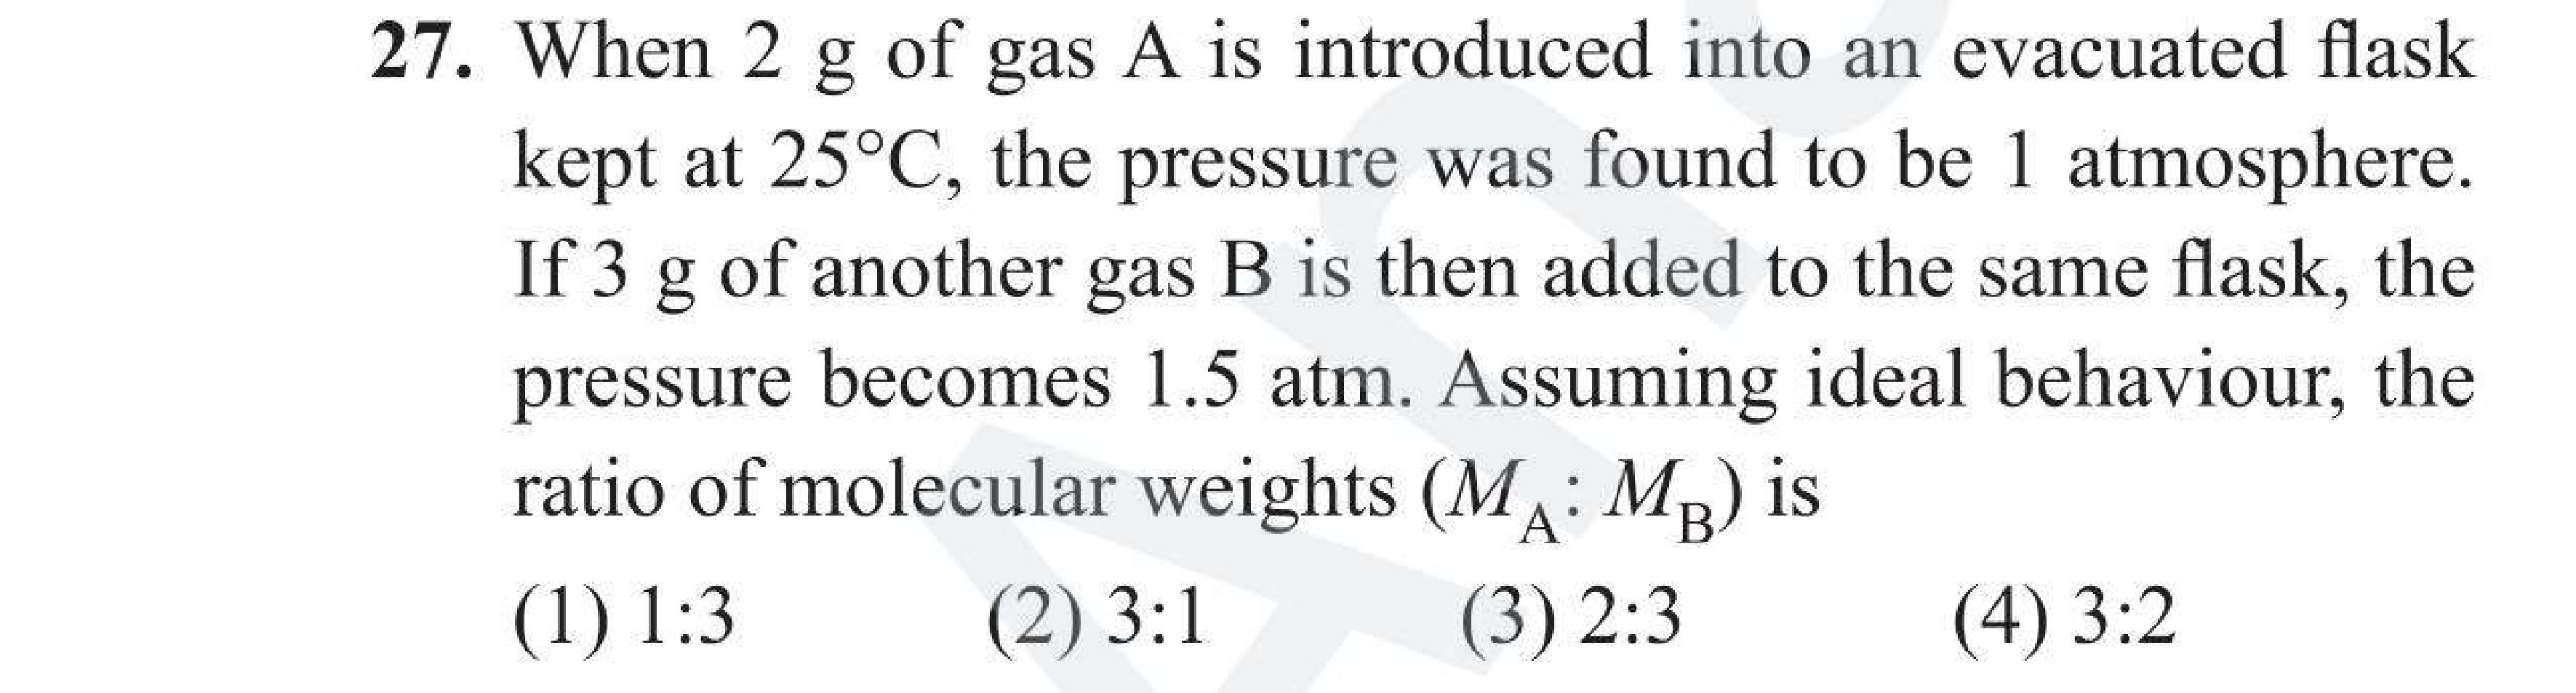 27. When 2 g of gas A is introduced into an evacuated flask
kept at 25°C, the pressure was found to be 1 atmosphere.
If 3 g of another gas B is then added to the same flask, the
pressure becomes 1.5 atm. Assuming ideal behaviour, the
ratio of molecular weights (M_A : M_B) is
(1) 1:3 (2) 3:1 (3) 2:3 (4) 3:2